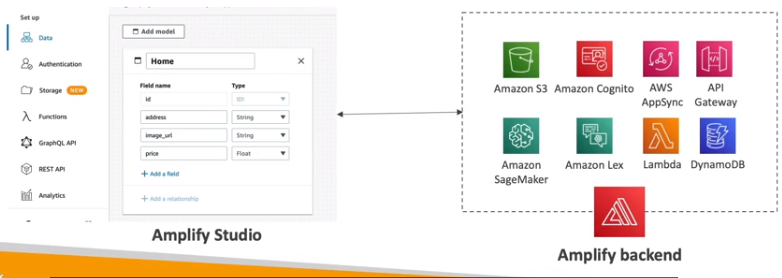 Set up
Data
Authentication
Storage NEW
Functions
GraphQL API
REST API
Analytics
Add model
Home
Field name Type
id ID!
address String
image_url String
price Float
+ Add a field
+ Add a relationship
Amplify Studio
Amazon S3 Amazon Cognito AWS AppSync API Gateway
Amazon SageMaker Amazon Lex Lambda DynamoDB
Amplify backend